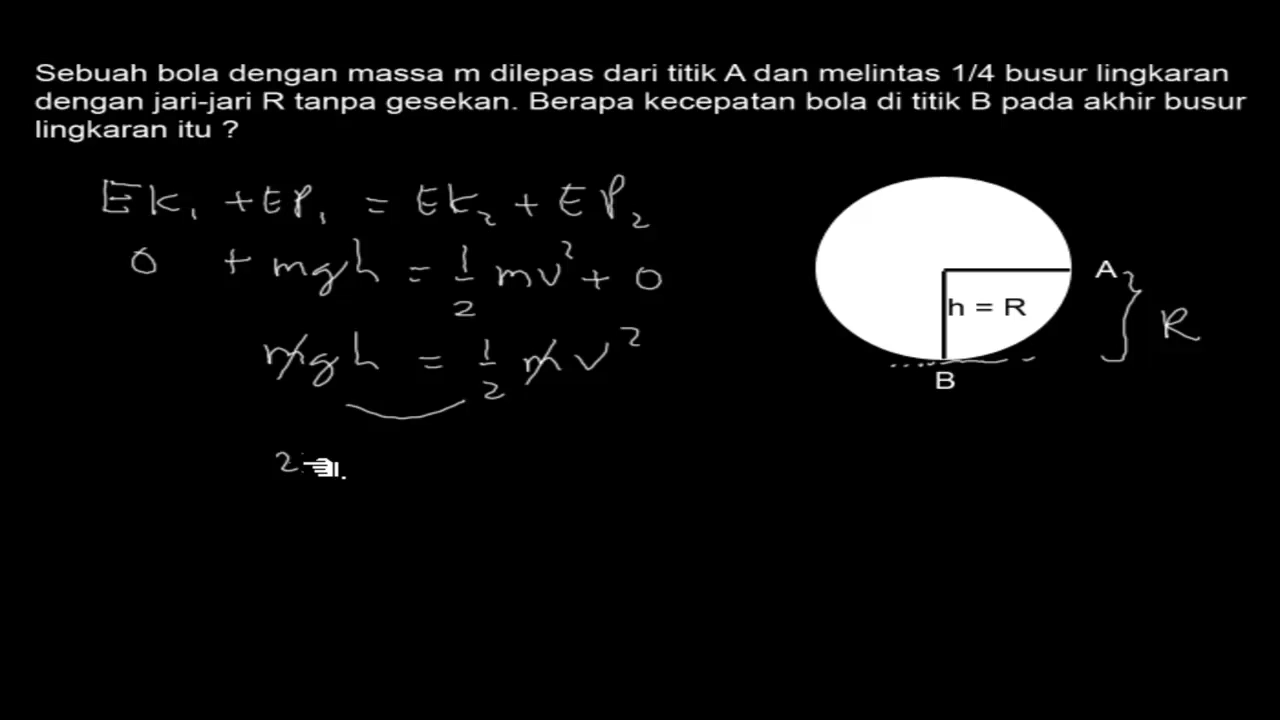 Sebuah bola dengan massa m dilepas dari titik A dan melintas 1/4 busur lingkaran
dengan jari-jari R tanpa gesekan. Berapa kecepatan bola di titik B pada akhir busur
lingkaran itu ?
Ek₁ + EP₁ = Ek₂ + EP₂
0 + mgh = 1/2 mv² + 0
mgh = 1/2 mv²
2
A
h = R
R
B